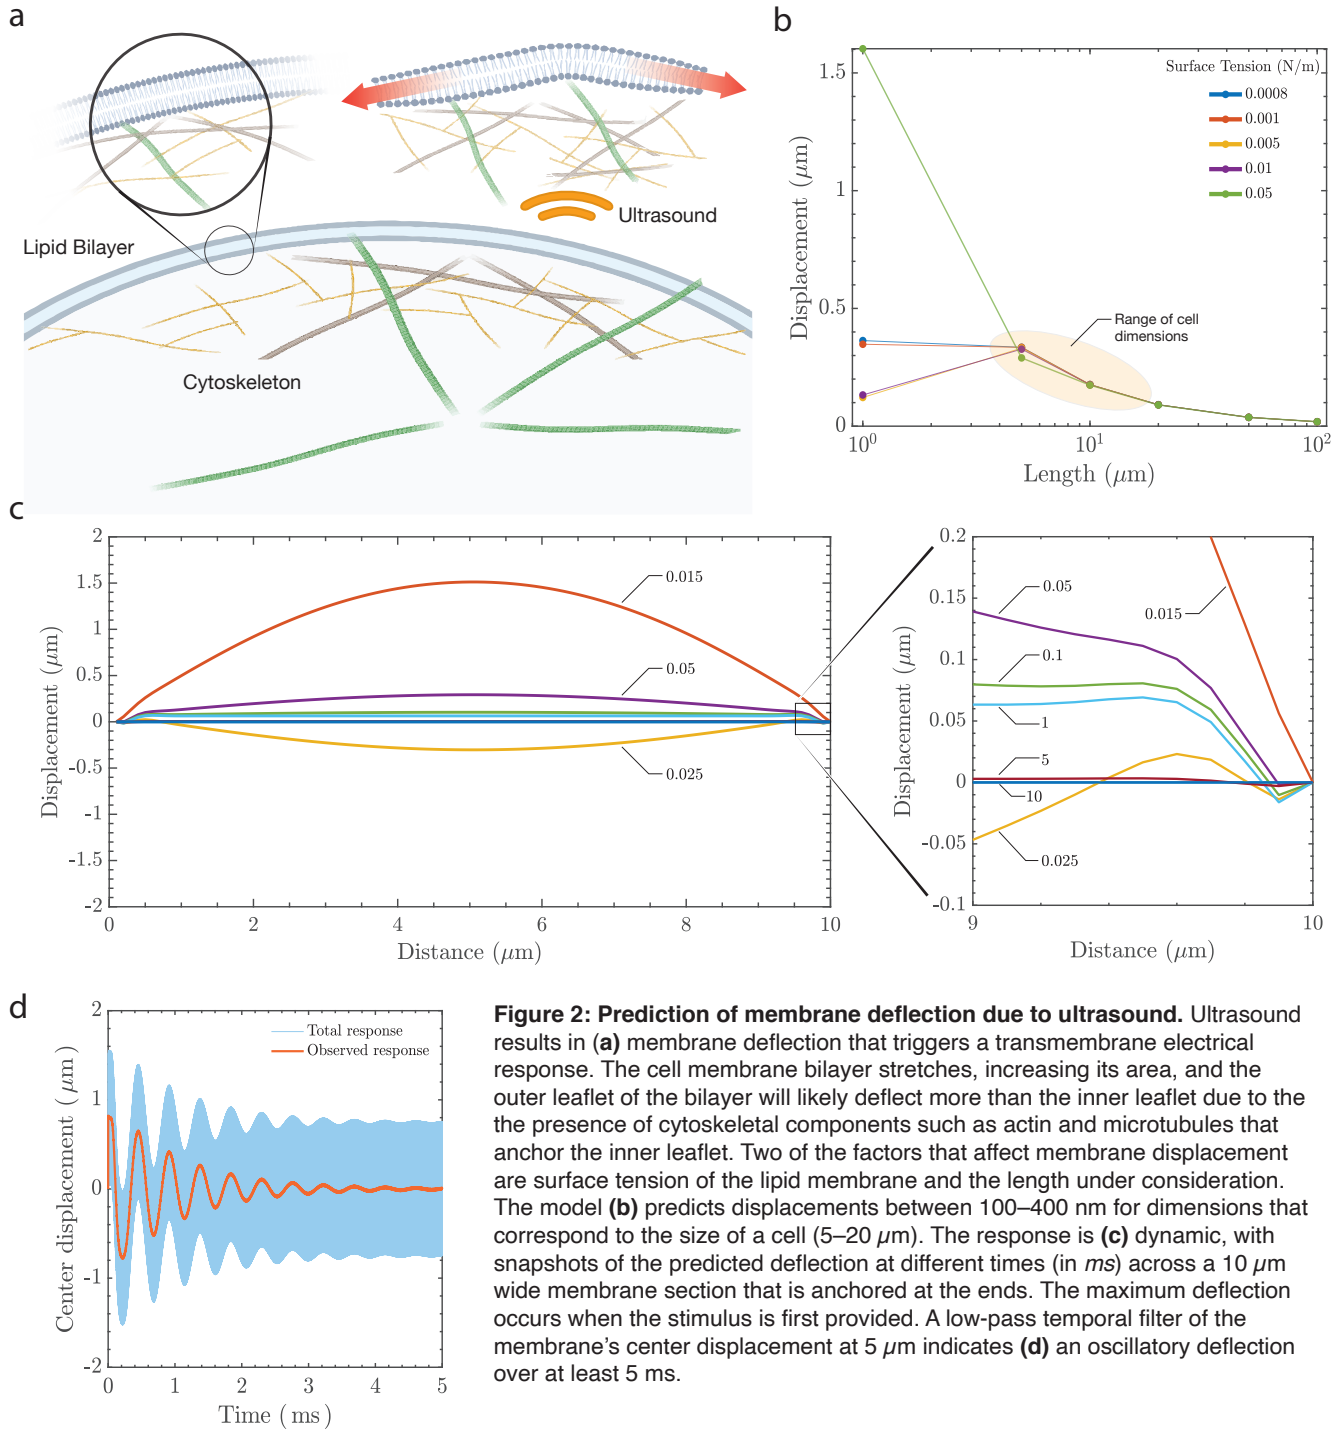 a
Lipid Bilayer
Ultrasound
Cytoskeleton
b
Surface Tension (N/m)
0.0008
0.001
0.005
0.01
0.05
Range of cell
dimensions
1.5
1
0.5
0
Displacement (μm)
10⁰
10¹
10²
Length (μm)
c
2
1.5
1
0.5
0
-0.5
-1
-1.5
-2
Displacement (μm)
0.015
0.05
0.025
0
2
4
6
8
10
Distance (μm)
0.2
0.15
0.1
0.05
0
-0.05
-0.1
Displacement (μm)
0.05
0.015
0.1
1
5
10
0.025
9
10
Distance (μm)
d
2
1
0
-1
-2
Center displacement (μm)
Total response
Observed response
0
1
2
3
4
5
Time (ms)
Figure 2: Prediction of membrane deflection due to ultrasound. Ultrasound
results in (a) membrane deflection that triggers a transmembrane electrical
response. The cell membrane bilayer stretches, increasing its area, and the
outer leaflet of the bilayer will likely deflect more than the inner leaflet due to the
the presence of cytoskeletal components such as actin and microtubules that
anchor the inner leaflet. Two of the factors that affect membrane displacement
are surface tension of the lipid membrane and the length under consideration.
The model (b) predicts displacements between 100–400 nm for dimensions that
correspond to the size of a cell (5–20 μm). The response is (c) dynamic, with
snapshots of the predicted deflection at different times (in ms) across a 10 μm
wide membrane section that is anchored at the ends. The maximum deflection
occurs when the stimulus is first provided. A low-pass temporal filter of the
membrane's center displacement at 5 μm indicates (d) an oscillatory deflection
over at least 5 ms.